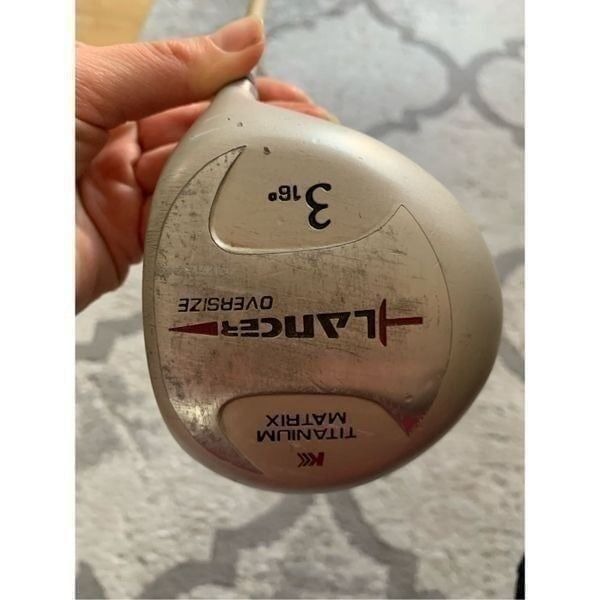 3 16°
LANCER
OVERSIZE
TITANIUM
MATRIX
K